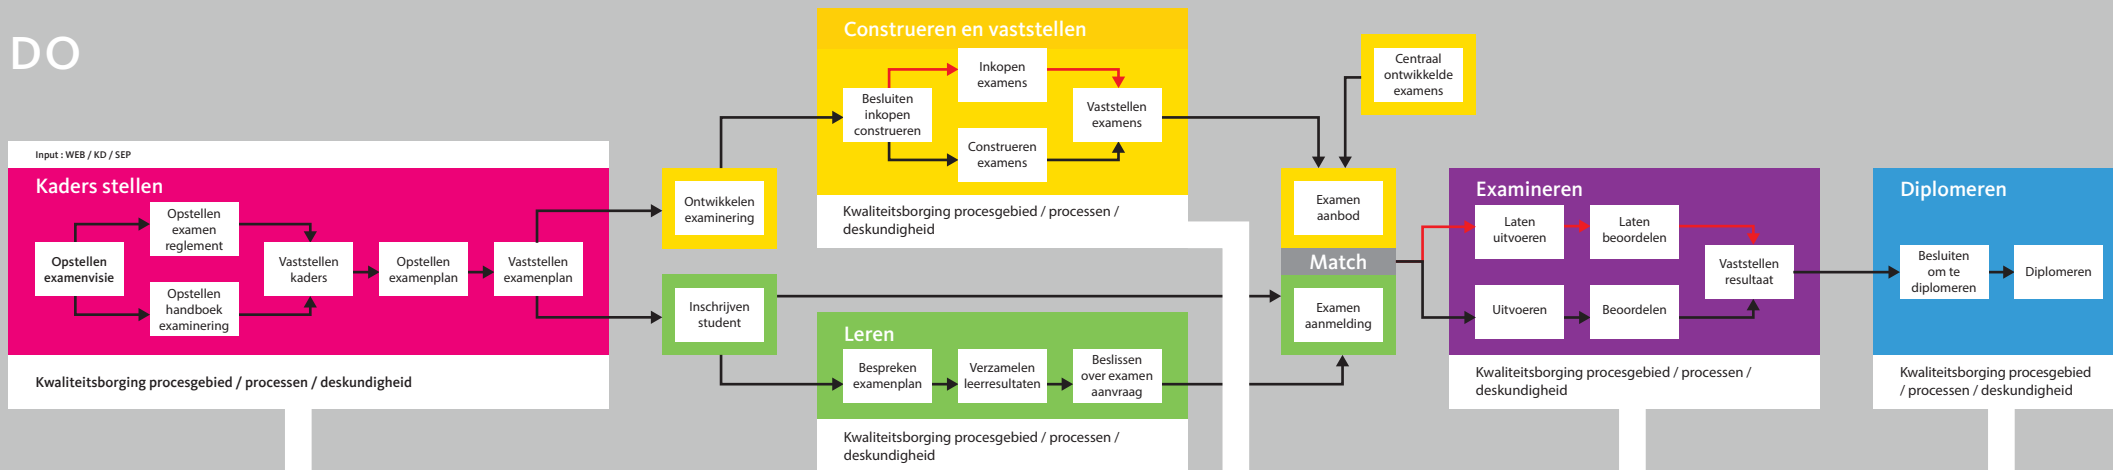 DO
Input : WEB / KD / SEP
Kaders stellen
Opstellen
examenvisie
Opstellen
examen
reglement
Opstellen
handboek
examinering
Vaststellen
kaders
Opstellen
examenplan
Vaststellen
examenplan
Kwaliteitsborging procesgebied / processen / deskundigheid
Ontwikkelen
examinering
Inschrijven
student
Construeren en vaststellen
Besluiten
inkopen
construeren
Inkopen
examens
Construeren
examens
Vaststellen
examens
Kwaliteitsborging procesgebied / processen /
deskundigheid
Leren
Bespreken
examenplan
Verzamelen
leerresultaten
Beslissen
over examen
aanvraag
Kwaliteitsborging procesgebied / processen /
deskundigheid
Centraal
ontwikkelde
examens
Examen
aanbod
Match
Examen
aanmelding
Examineren
Laten
uitvoeren
Laten
beoordelen
Uitvoeren
Beoordelen
Vaststellen
resultaat
Kwaliteitsborging procesgebied / processen /
deskundigheid
Diplomeren
Besluiten
om te
diplomeren
Diplomeren
Kwaliteitsborging procesgebied
/ processen / deskundigheid